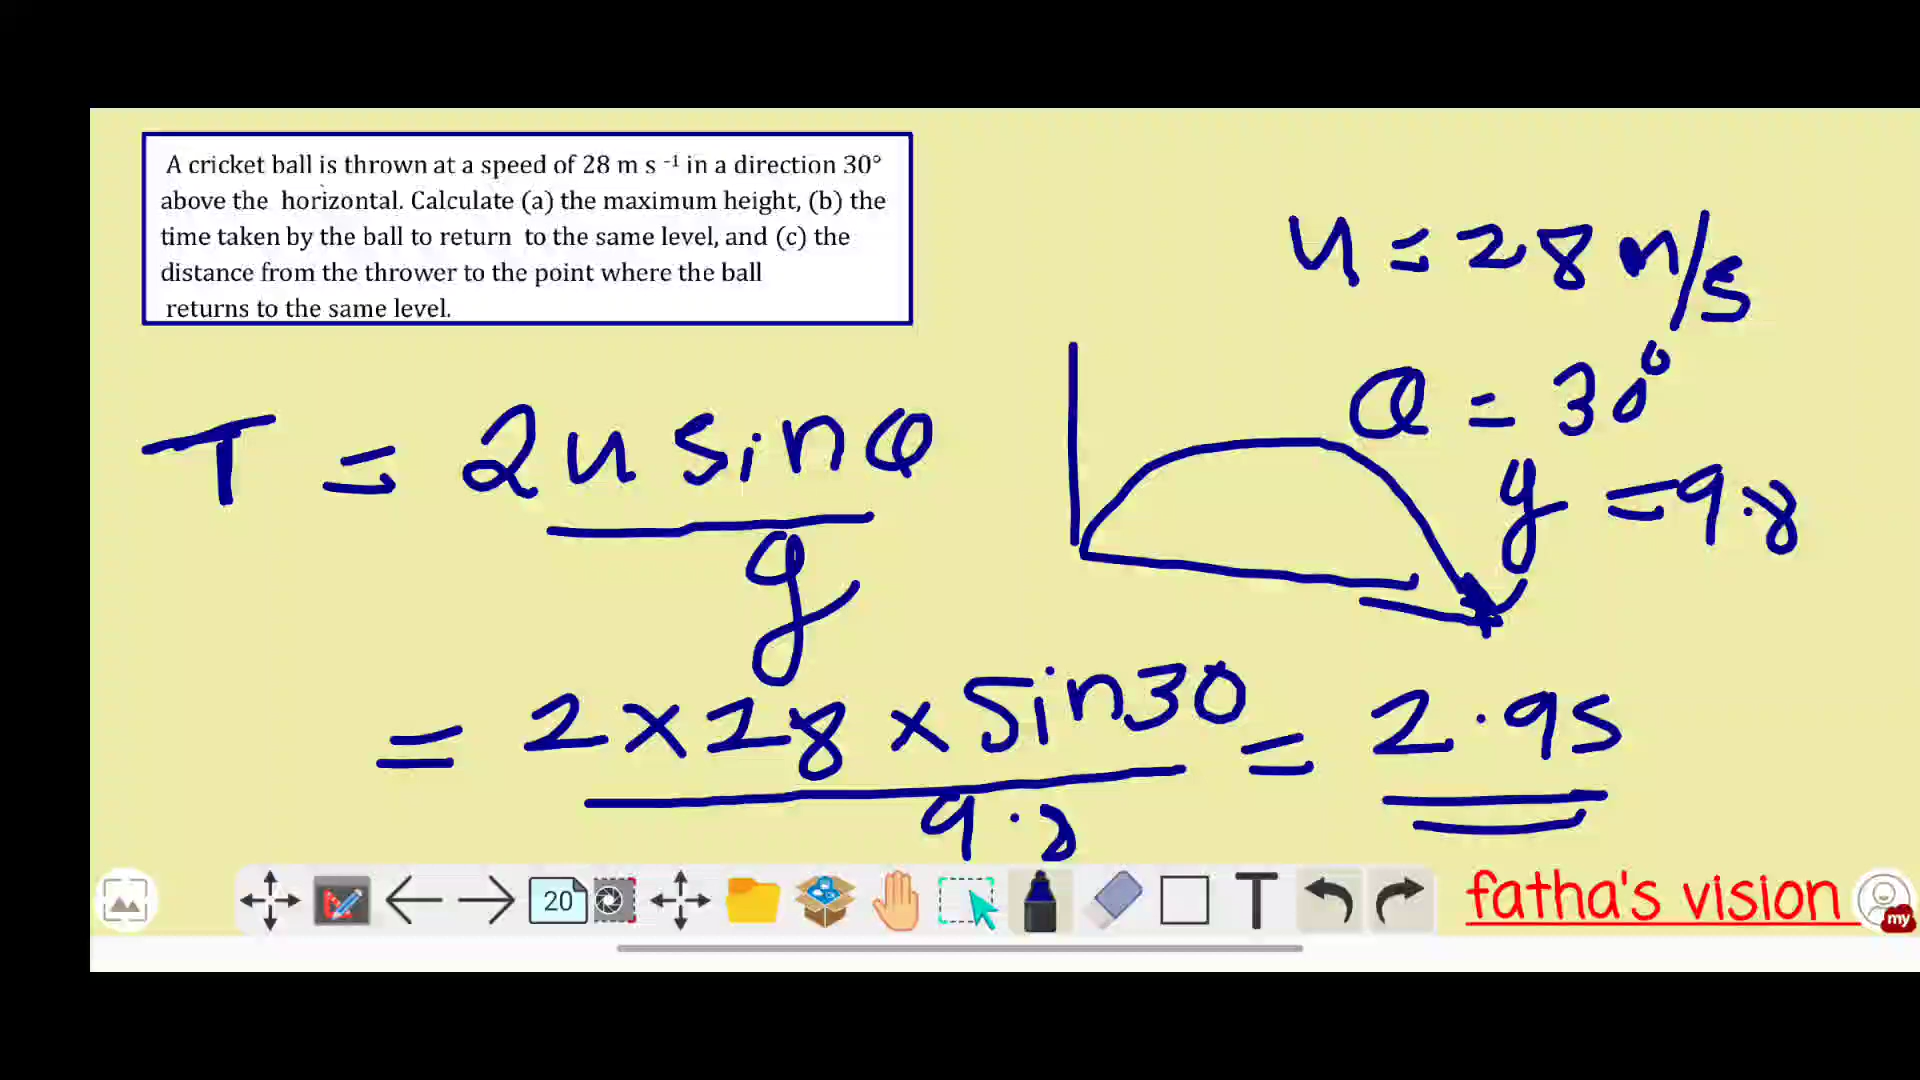 A cricket ball is thrown at a speed of 28 m s ⁻¹ in a direction 30°
above the horizontal. Calculate (a) the maximum height, (b) the
time taken by the ball to return to the same level, and (c) the
distance from the thrower to the point where the ball
returns to the same level.
u = 28 m/s
θ = 30°
g = 9.8
T = 2u sinθ
g
= 2 × 28 × sin30 = 2.9s
9.8
20
T
fatha's vision
my